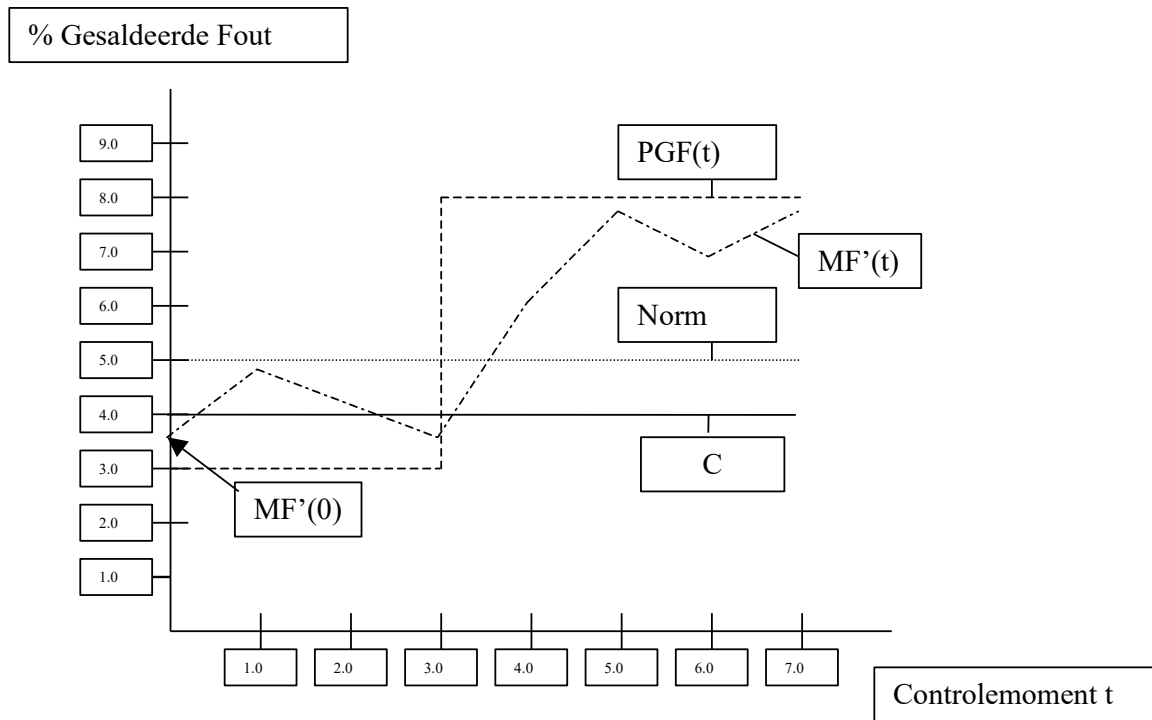 % Gesaldeerde Fout
9.0
PGF(t)
8.0
7.0
MF’(t)
6.0
Norm
5.0
4.0
C
3.0
MF’(0)
2.0
1.0
1.0 2.0 3.0 4.0 5.0 6.0 7.0
Controlemoment t